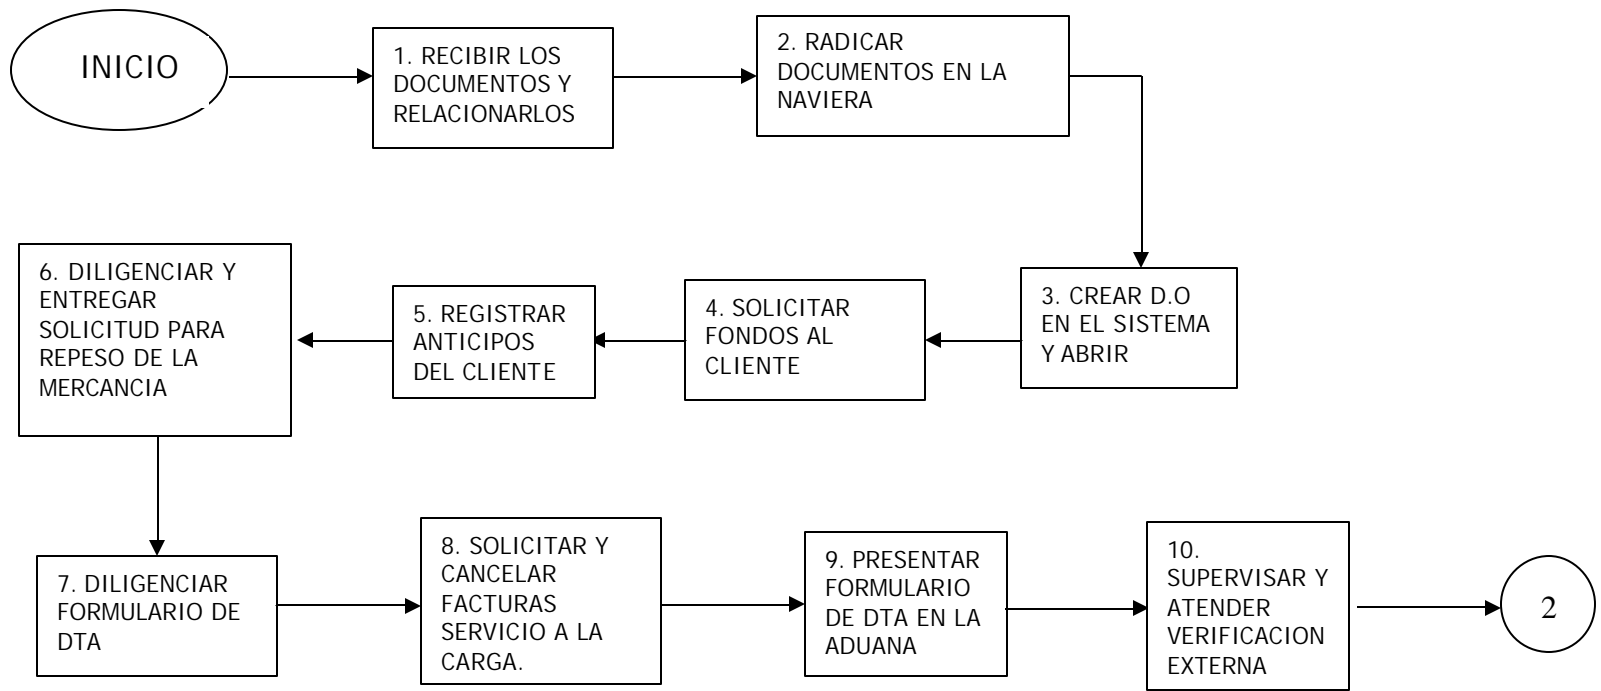 INICIO
1. RECIBIR LOS
DOCUMENTOS Y
RELACIONARLOS
2. RADICAR
DOCUMENTOS EN LA
NAVIERA
3. CREAR D.O
EN EL SISTEMA
Y ABRIR
4. SOLICITAR
FONDOS AL
CLIENTE
5. REGISTRAR
ANTICIPOS
DEL CLIENTE
6. DILIGENCIAR Y
ENTREGAR
SOLICITUD PARA
REPESO DE LA
MERCANCIA
7. DILIGENCIAR
FORMULARIO DE
DTA
8. SOLICITAR Y
CANCELAR
FACTURAS
SERVICIO A LA
CARGA.
9. PRESENTAR
FORMULARIO
DE DTA EN LA
ADUANA
10.
SUPERVISAR Y
ATENDER
VERIFICACION
EXTERNA
2